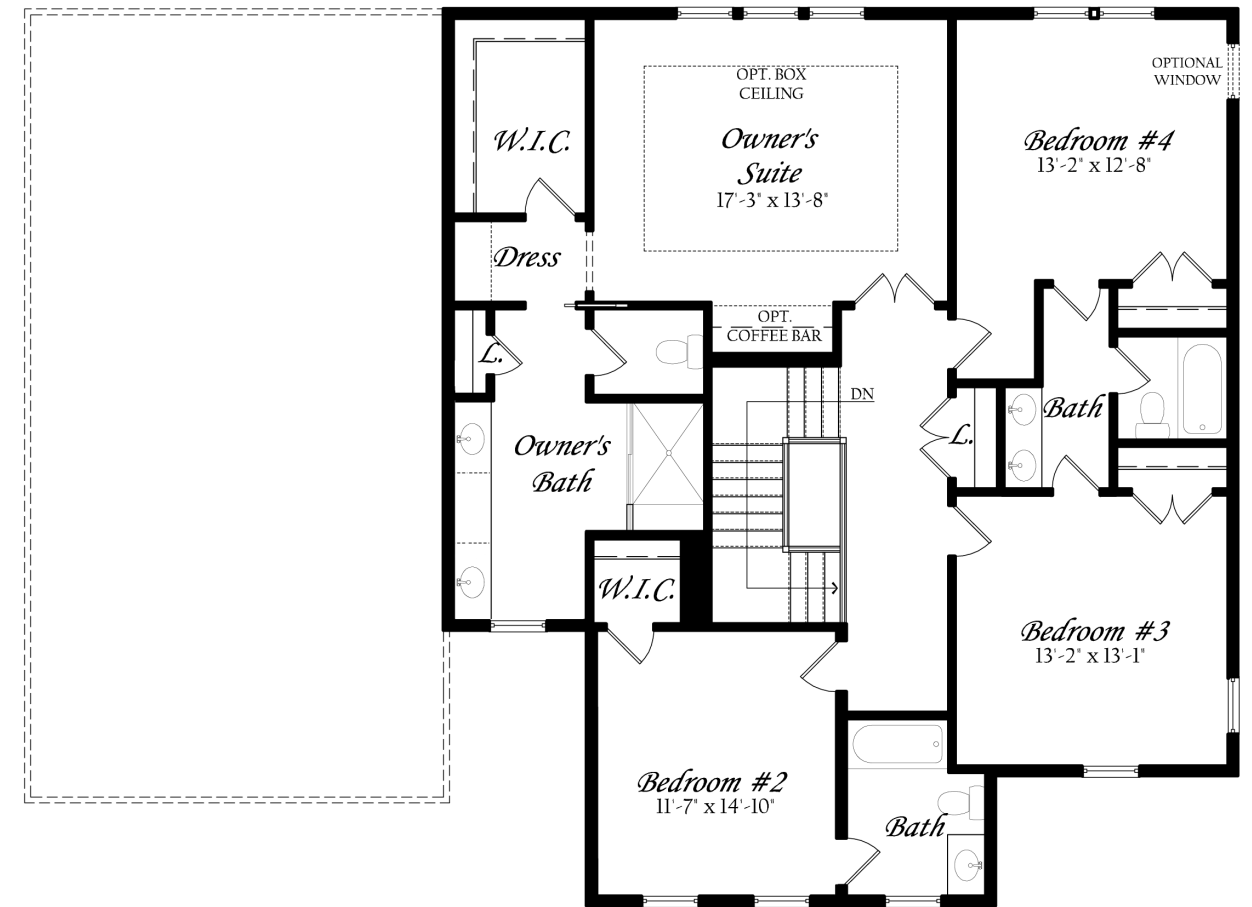 OPT. BOX
CEILING
OPTIONAL
WINDOW
W.I.C.
Owner's
Suite
17'-3" x 13'-8"
Bedroom #4
13'-2" x 12'-8"
Dress
OPT.
COFFEE BAR
L.
DN
Bath
L.
Owner's
Bath
W.I.C.
Bedroom #3
13'-2" x 13'-1"
Bedroom #2
11'-7" x 14'-10"
Bath